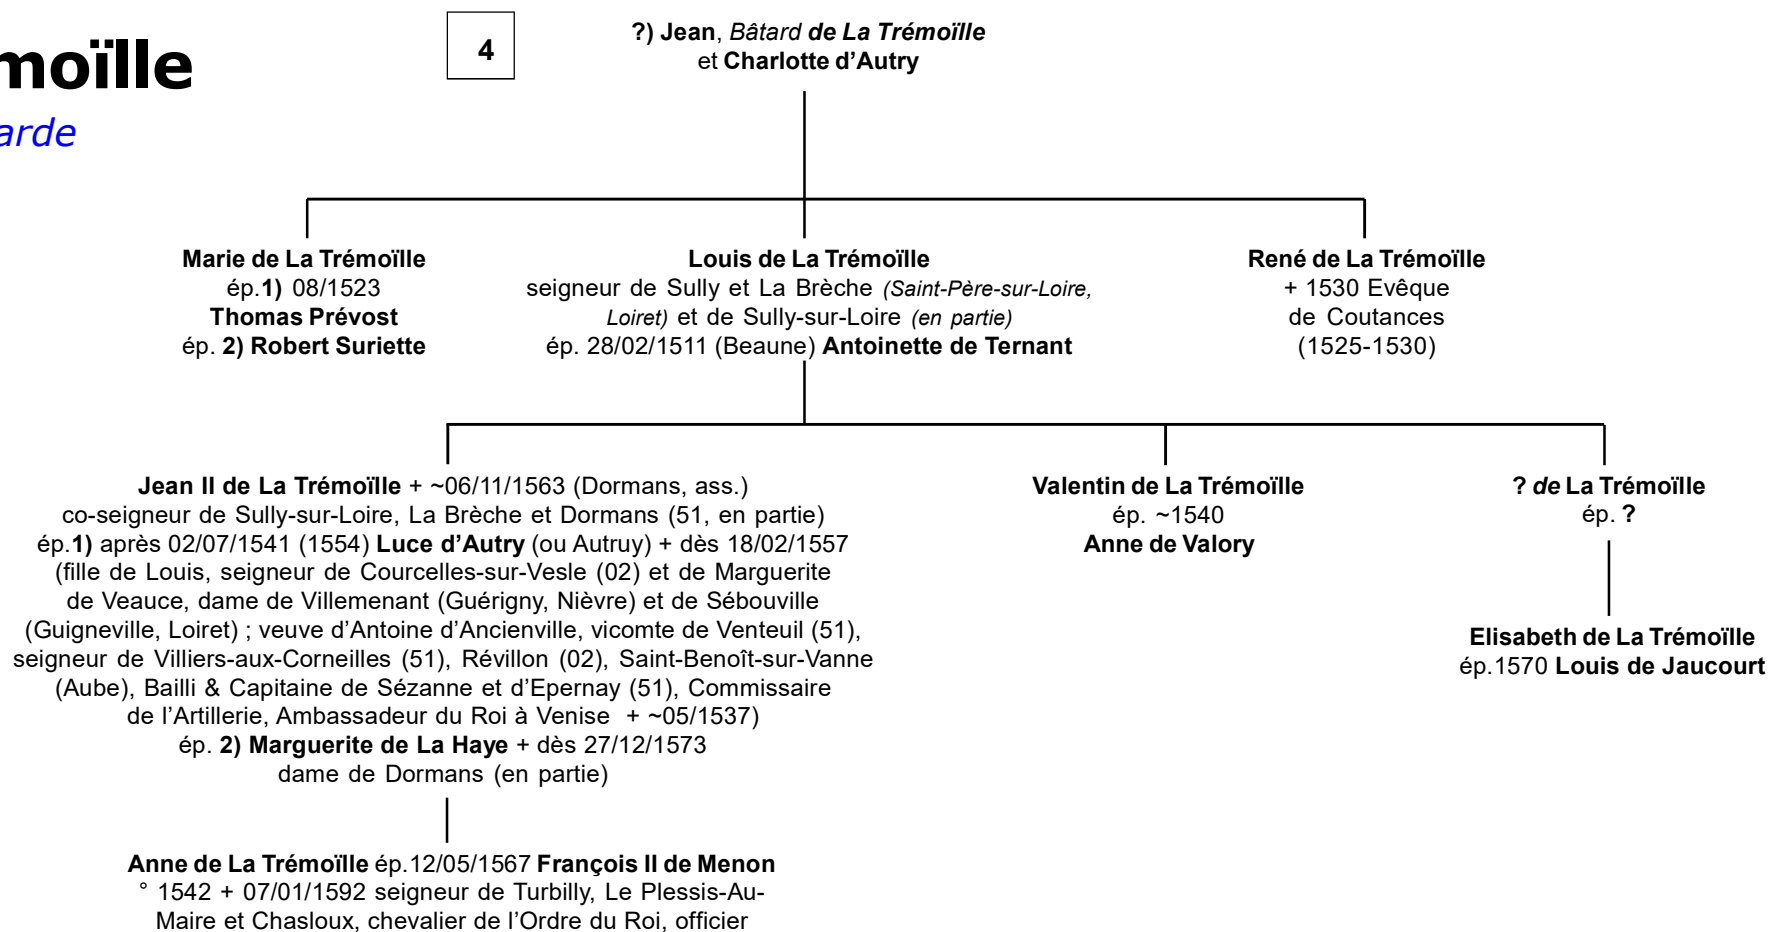 moïlle
arde
4
?) Jean, Bâtard de La Trémoïlle
et Charlotte d’Autry
Marie de La Trémoïlle
ép.1) 08/1523
Thomas Prévost
ép. 2) Robert Suriette
Louis de La Trémoïlle
seigneur de Sully et La Brèche (Saint-Père-sur-Loire,
Loiret) et de Sully-sur-Loire (en partie)
ép. 28/02/1511 (Beaune) Antoinette de Ternant
René de La Trémoïlle
+ 1530 Evêque
de Coutances
(1525-1530)
Jean II de La Trémoïlle + ~06/11/1563 (Dormans, ass.)
co-seigneur de Sully-sur-Loire, La Brèche et Dormans (51, en partie)
ép.1) après 02/07/1541 (1554) Luce d’Autry (ou Autruy) + dès 18/02/1557
(fille de Louis, seigneur de Courcelles-sur-Vesle (02) et de Marguerite
de Veauce, dame de Villemenant (Guérigny, Nièvre) et de Sébouville
(Guigneville, Loiret) ; veuve d’Antoine d’Ancienville, vicomte de Venteuil (51),
seigneur de Villiers-aux-Corneilles (51), Révillon (02), Saint-Benoît-sur-Vanne
(Aube), Bailli & Capitaine de Sézanne et d’Epernay (51), Commissaire
de l’Artillerie, Ambassadeur du Roi à Venise + ~05/1537)
ép. 2) Marguerite de La Haye + dès 27/12/1573
dame de Dormans (en partie)
Valentin de La Trémoïlle
ép. ~1540
Anne de Valory
? de La Trémoïlle
ép. ?
Elisabeth de La Trémoïlle
ép.1570 Louis de Jaucourt
Anne de La Trémoïlle ép.12/05/1567 François II de Menon
° 1542 + 07/01/1592 seigneur de Turbilly, Le Plessis-Au-
Maire et Chasloux, chevalier de l’Ordre du Roi, officier